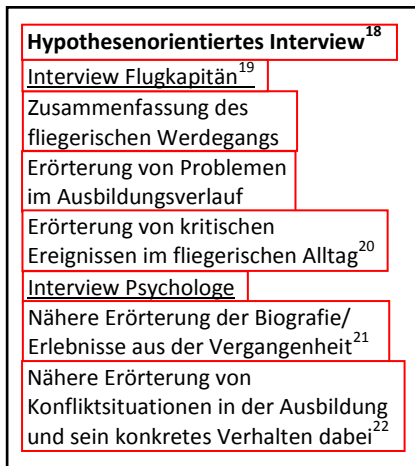 Hypothesenorientiertes Interview18
Interview Flugkapitän19
Zusammenfassung des
fliegerischen Werdegangs
Erörterung von Problemen
im Ausbildungsverlauf
Erörterung von kritischen
Ereignissen im fliegerischen Alltag20
Interview Psychologe
Nähere Erörterung der Biografie/
Erlebnisse aus der Vergangenheit21
Nähere Erörterung von
Konfliktsituationen in der Ausbildung
und sein konkretes Verhalten dabei22